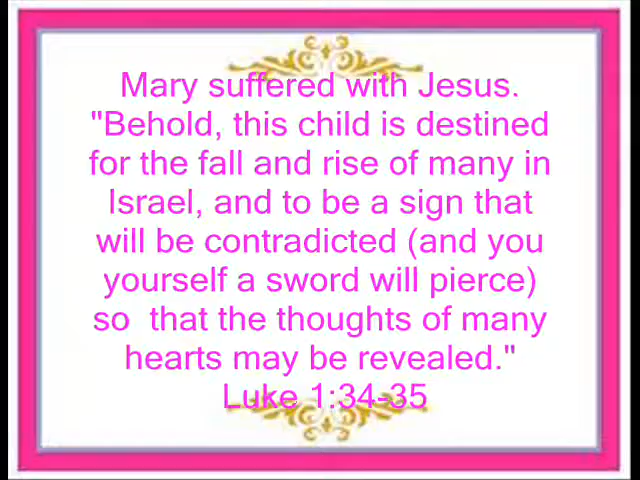 Mary suffered with Jesus.
"Behold, this child is destined
for the fall and rise of many in
Israel, and to be a sign that
will be contradicted (and you
yourself a sword will pierce)
so  that the thoughts of many
hearts may be revealed."
Luke 1:34-35